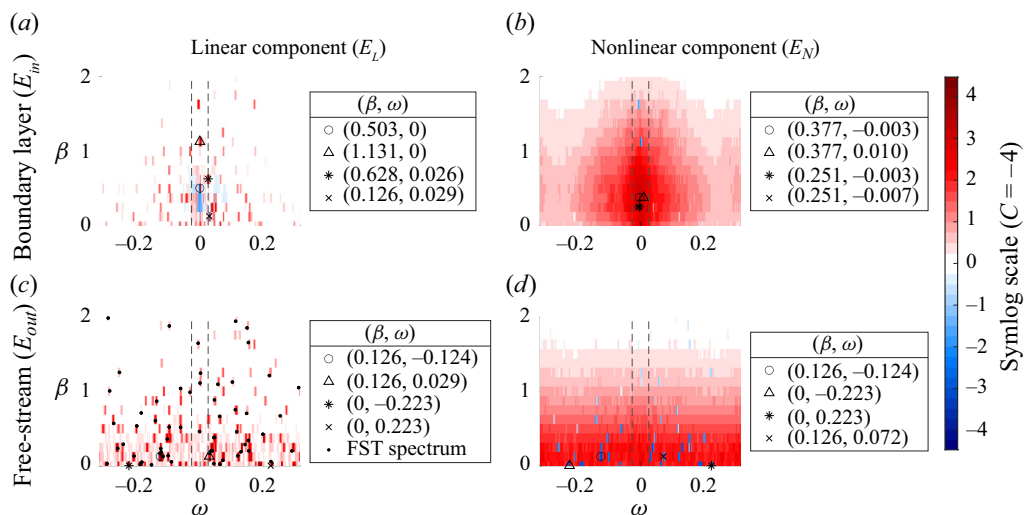 (a)
Linear component (E_L)
Boundary layer (E_in)
β
2
1
0
−0.2
0
0.2
(β, ω)
(0.503, 0)
(1.131, 0)
(0.628, 0.026)
(0.126, 0.029)
(b)
Nonlinear component (E_N)
2
β
1
0
−0.2
0
0.2
(β, ω)
(0.377, −0.003)
(0.377, 0.010)
(0.251, −0.003)
(0.251, −0.007)
(c)
Free-stream (E_out)
β
2
1
0
−0.2
0
0.2
ω
(β, ω)
(0.126, −0.124)
(0.126, 0.029)
(0, −0.223)
(0, 0.223)
FST spectrum
(d)
2
β
1
0
−0.2
0
0.2
ω
(β, ω)
(0.126, −0.124)
(0, −0.223)
(0, 0.223)
(0.126, 0.072)
4
3
2
1
0
−1
−2
−3
−4
Symlog scale (C = −4)